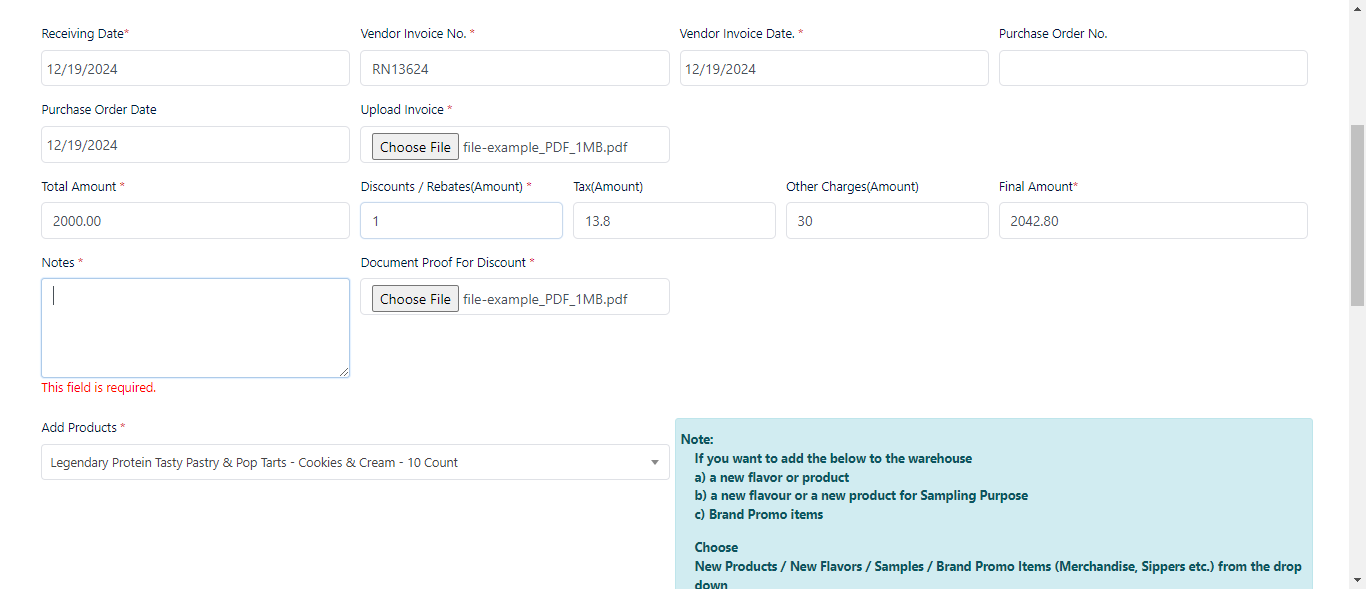 Receiving Date* Vendor Invoice No. * Vendor Invoice Date. * Purchase Order No.
12/19/2024 RN13624 12/19/2024
Purchase Order Date Upload Invoice *
12/19/2024 Choose File file-example_PDF_1MB.pdf
Total Amount * Discounts / Rebates(Amount) * Tax(Amount) Other Charges(Amount) Final Amount*
2000.00 1 13.8 30 2042.80
Notes * Document Proof For Discount *
Choose File file-example_PDF_1MB.pdf
This field is required.
Add Products *
Legendary Protein Tasty Pastry & Pop Tarts - Cookies & Cream - 10 Count
Note:
If you want to add the below to the warehouse
a) a new flavor or product
b) a new flavour or a new product for Sampling Purpose
c) Brand Promo items
Choose
New Products / New Flavors / Samples / Brand Promo Items (Merchandise, Sippers etc.) from the drop
down